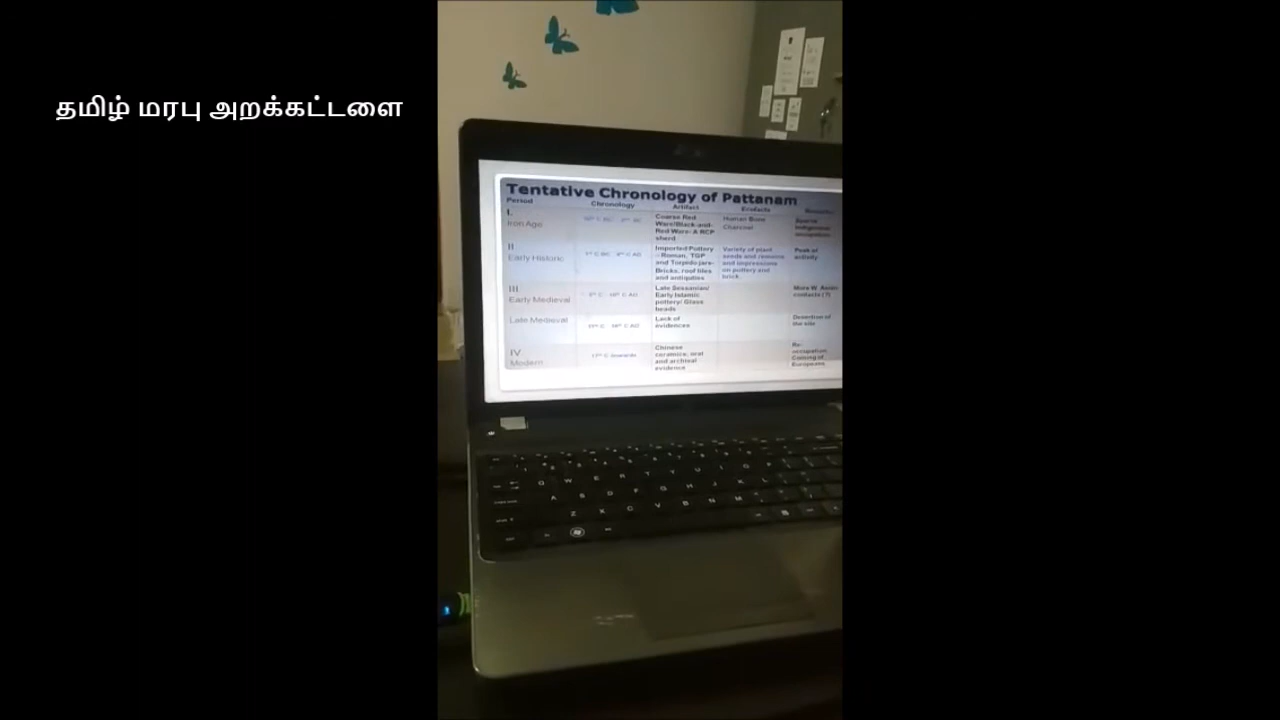 தமிழ் மரபு அறக்கட்டளை
Tentative Chronology of Pattanam
Period Chronology Artifact Ecofacts
I.
Iron Age
Coarse Red
Ware/Black-and-
Red Ware- A RCP
sherd
Human Bone
Charcoal
II
Early Historic
Imported Pottery
- Roman, TGP
and Torpedo jars-
Bricks, roof tiles
and antiquities
Variety of plant
seeds and remains
and impressions
on pottery and
brick.
Peak of
activity
III
Early Medieval
Late Sassanian/
Early Islamic
pottery/ Glass
beads
More W. Asian
contacts (?)
Late Medieval
Lack of
evidences
Desertion of
the site
IV
Modern
Chinese
ceramics, oral
and archival
evidence
Re-
occupation
Coming of
Europeans